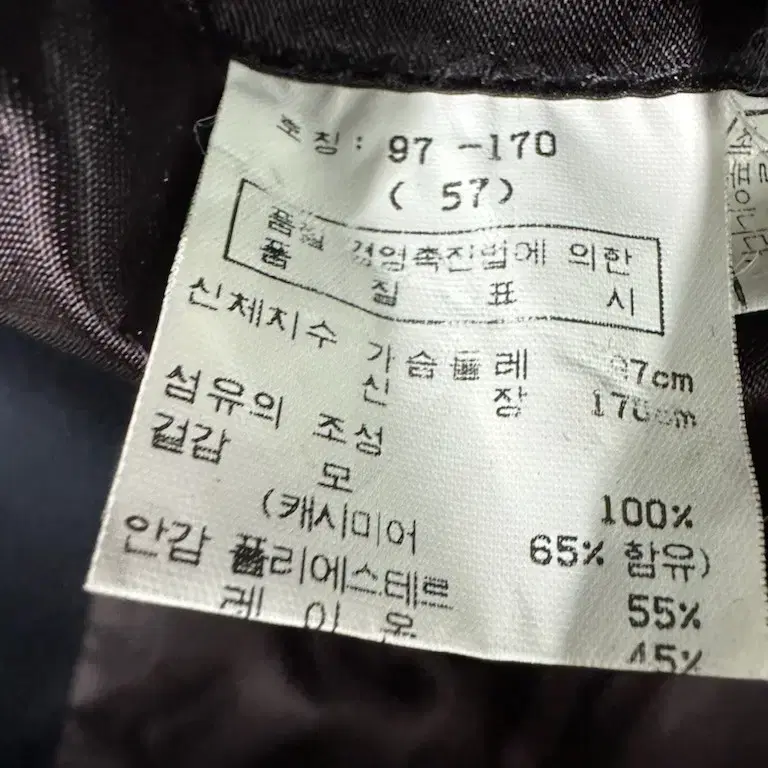 호칭: 97 -170
( 57)
품질 경영촉진법에 의한
품 질 표 시
신체치수 가슴둘레 97cm
신 장 170cm
섬유의 조성
겉감 모 100%
(캐시미어 65% 함유)
안감 폴리에스테르 55%
레이온 45%